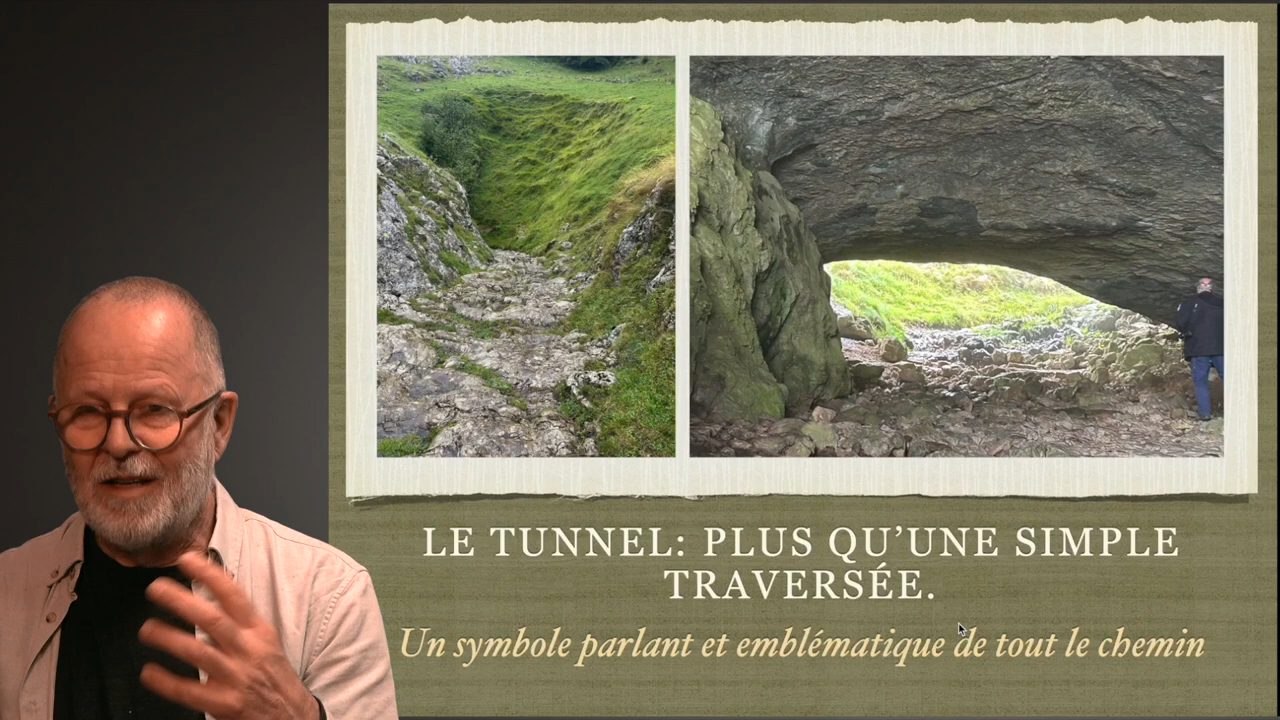 LE TUNNEL: PLUS QU’UNE SIMPLE
TRAVERSÉE.
Un symbole parlant et emblématique de tout le chemin